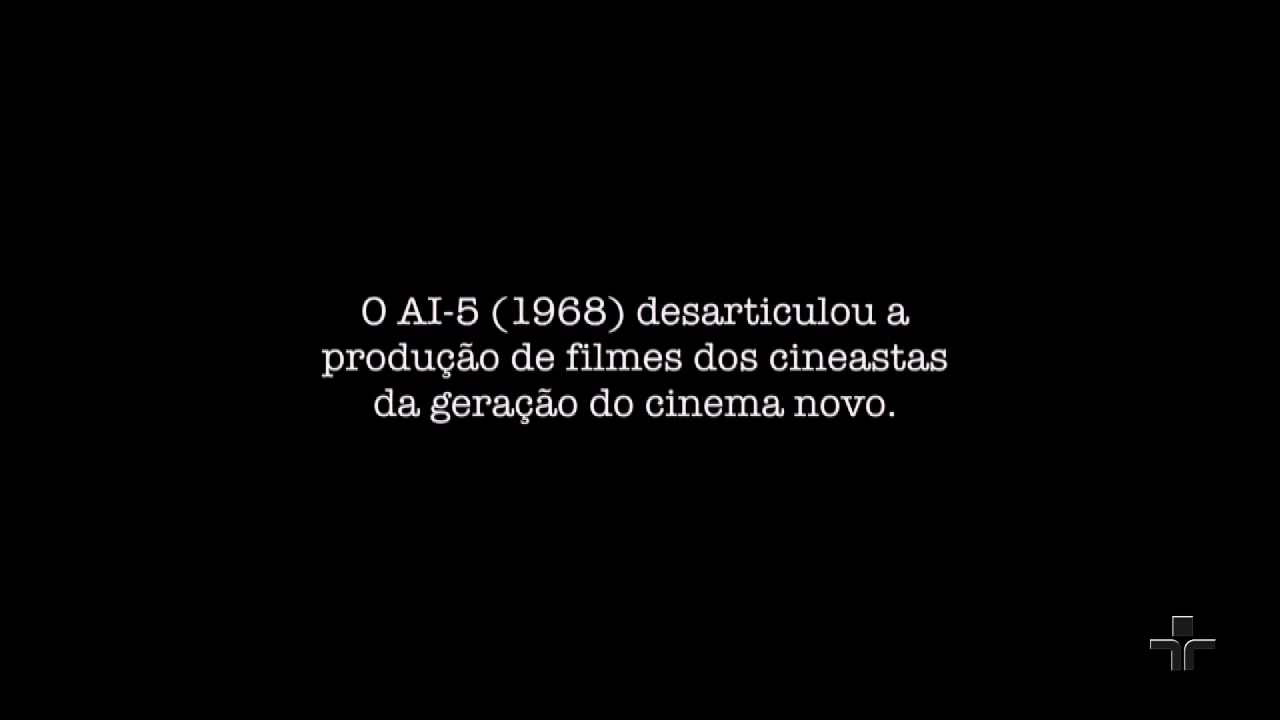 O AI-5 (1968) desarticulou a
produção de filmes dos cineastas
da geração do cinema novo.